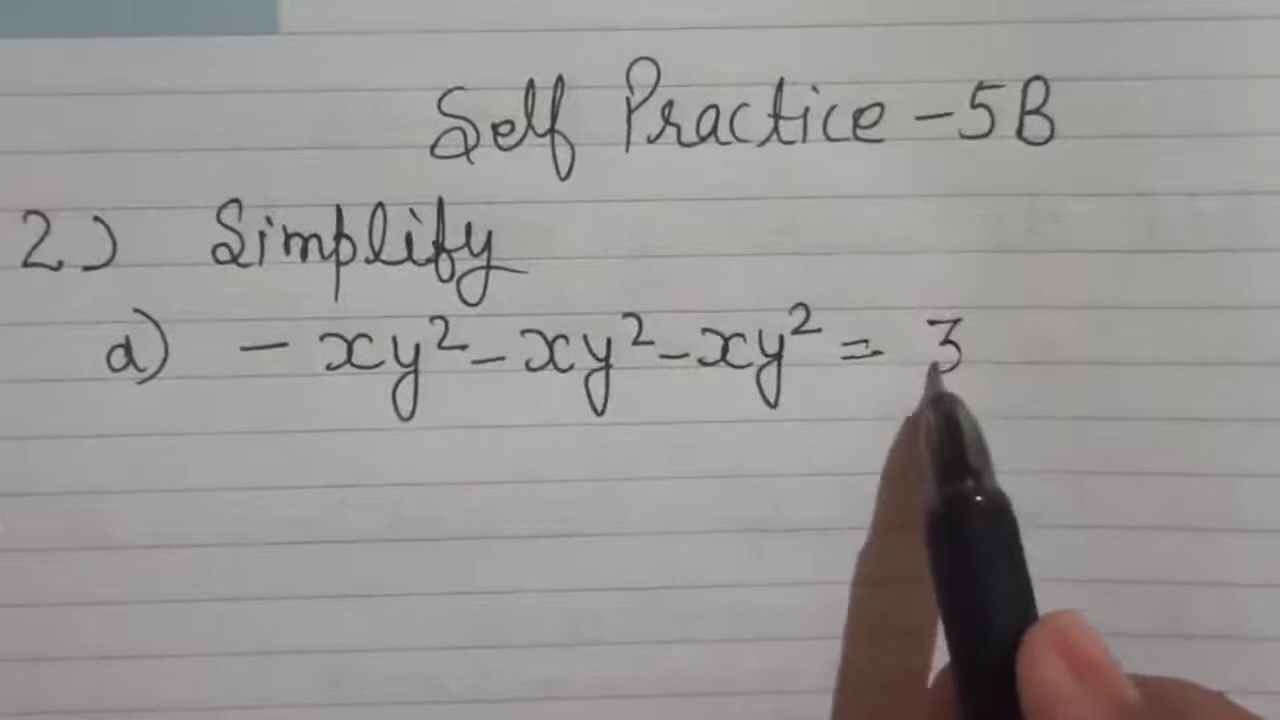 Self Practice - 5B
2) Simplify
a) - xy² - xy² - xy² = 3